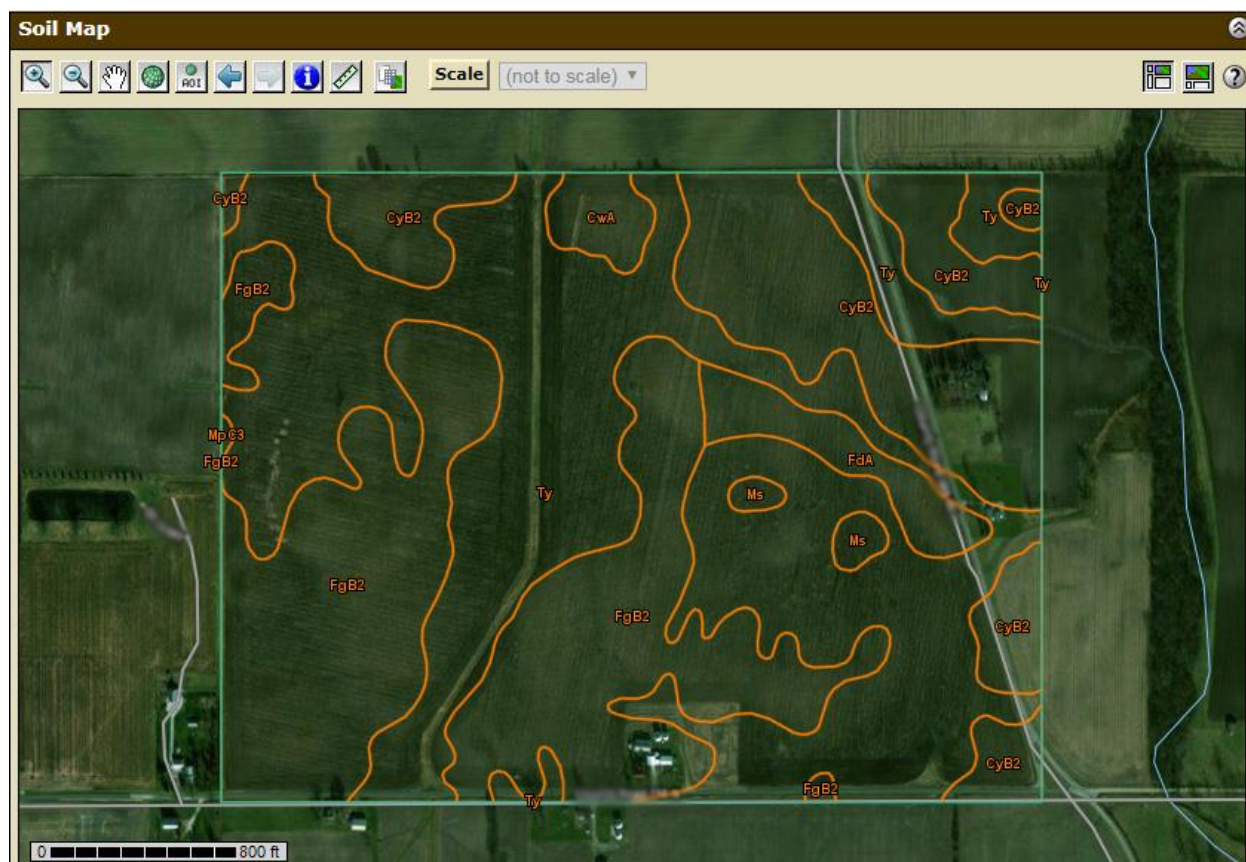 Soil Map
AOI
Scale
(not to scale)
CyB2
CyB2
CwA
Ty
CyB2
FgB2
Ty
CyB2
Ty
CyB2
MpC3
FgB2
FdA
Ty
Ms
Ms
FgB2
FgB2
CyB2
CyB2
FgB2
Ty
0
800 ft